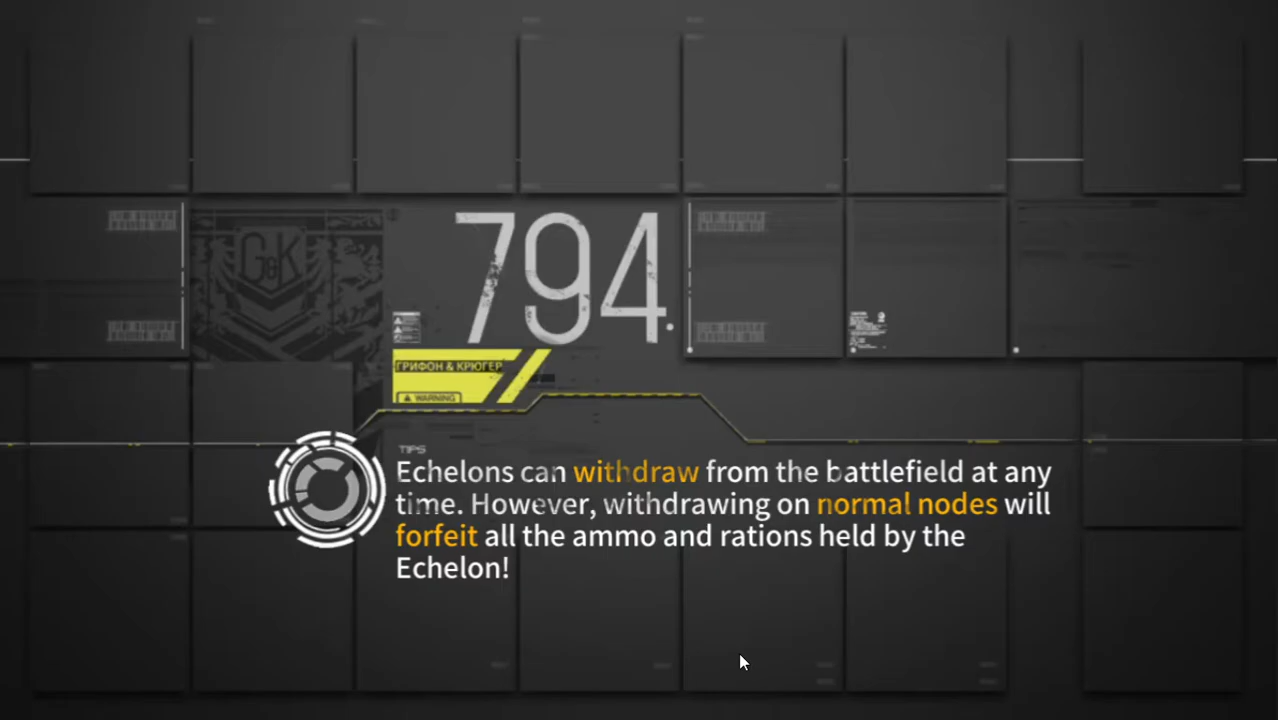 G&K
794.
ГРИФОН & КРЮГЕР
WARNING
TIPS
Echelons can withdraw from the battlefield at any
time. However, withdrawing on normal nodes will
forfeit all the ammo and rations held by the
Echelon!